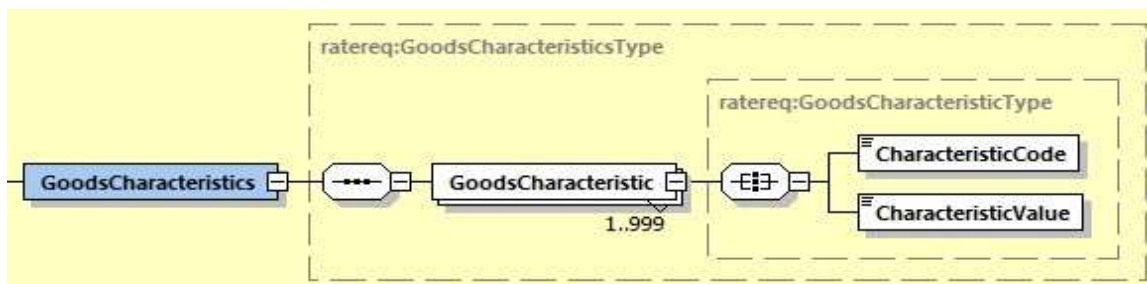 ratereq:GoodsCharacteristicsType
ratereq:GoodsCharacteristicType
CharacteristicCode
GoodsCharacteristics
GoodsCharacteristic
CharacteristicValue
1..999